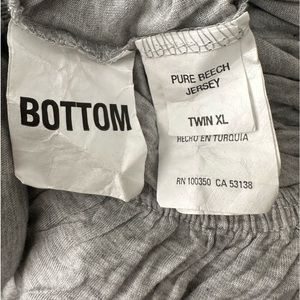 BOTTOM
PURE BEECH
JERSEY
TWIN XL
HECHO EN TURQUIA
RN 100350 CA 53138